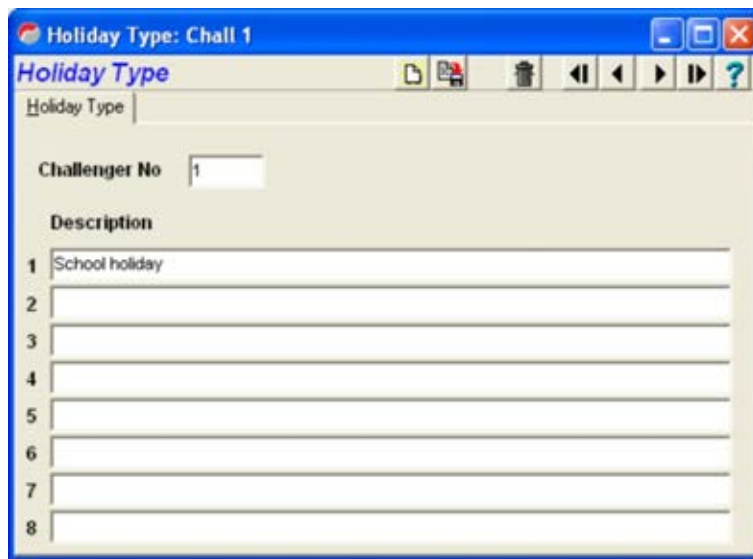 Holiday Type: Chall 1
Holiday Type
?
Holiday Type
Challenger No 1
Description
1 School holiday
2
3
4
5
6
7
8